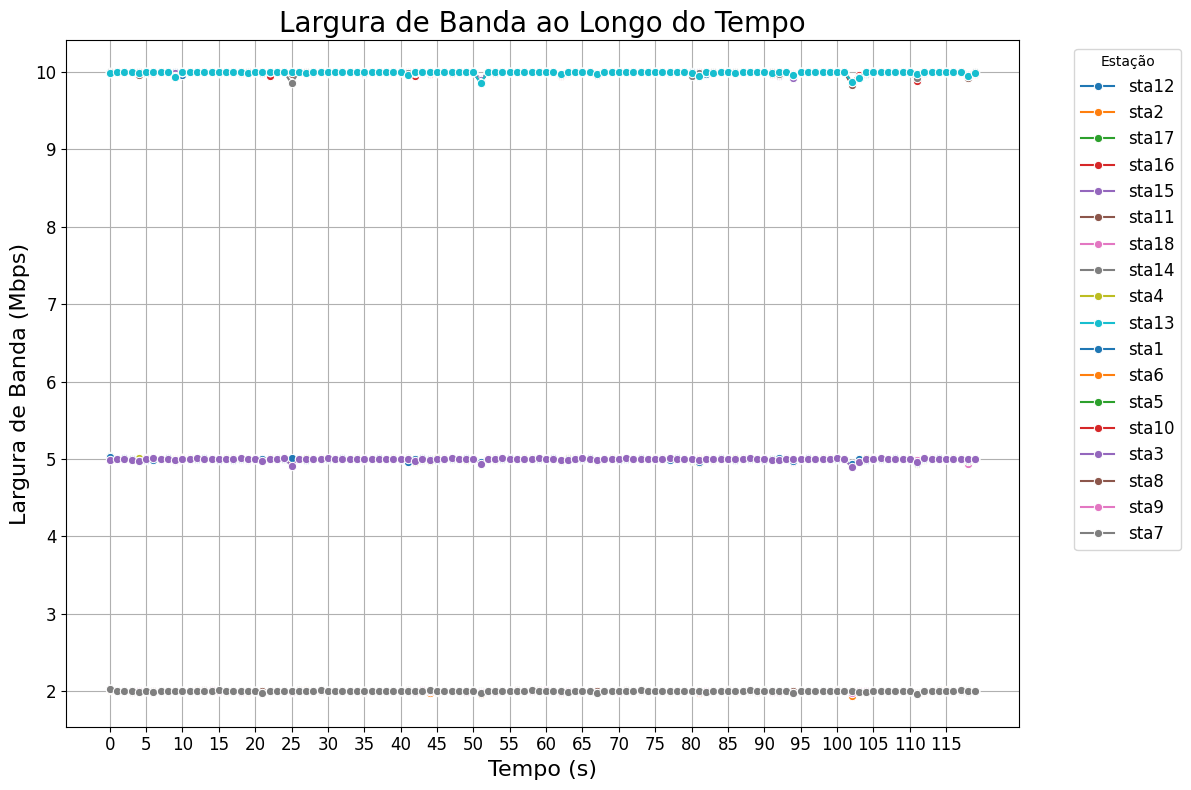 Largura de Banda ao Longo do Tempo
Largura de Banda (Mbps)
10
9
8
7
6
5
4
3
2
0 5 10 15 20 25 30 35 40 45 50 55 60 65 70 75 80 85 90 95 100 105 110 115
Tempo (s)
Estação
sta12
sta2
sta17
sta16
sta15
sta11
sta18
sta14
sta4
sta13
sta1
sta6
sta5
sta10
sta3
sta8
sta9
sta7